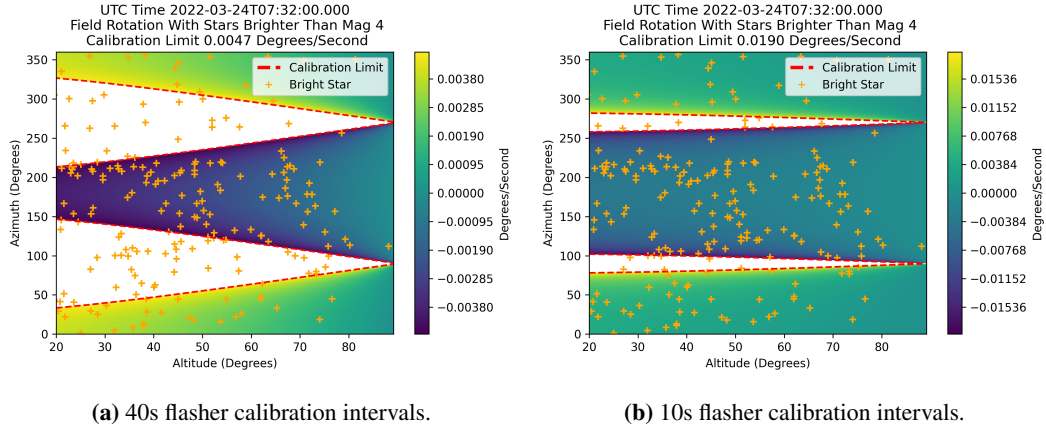 UTC Time 2022-03-24T07:32:00.000
Field Rotation With Stars Brighter Than Mag 4
Calibration Limit 0.0047 Degrees/Second
Calibration Limit
Bright Star
Azimuth (Degrees)
350
300
250
200
150
100
50
0
20
30
40
50
60
70
80
Altitude (Degrees)
0.00380
0.00285
0.00190
0.00095
0.00000
−0.00095
−0.00190
−0.00285
−0.00380
Degrees/Second
(a) 40s flasher calibration intervals.
UTC Time 2022-03-24T07:32:00.000
Field Rotation With Stars Brighter Than Mag 4
Calibration Limit 0.0190 Degrees/Second
Calibration Limit
Bright Star
Azimuth (Degrees)
350
300
250
200
150
100
50
0
20
30
40
50
60
70
80
Altitude (Degrees)
0.01536
0.01152
0.00768
0.00384
0.00000
−0.00384
−0.00768
−0.01152
−0.01536
Degrees/Second
(b) 10s flasher calibration intervals.